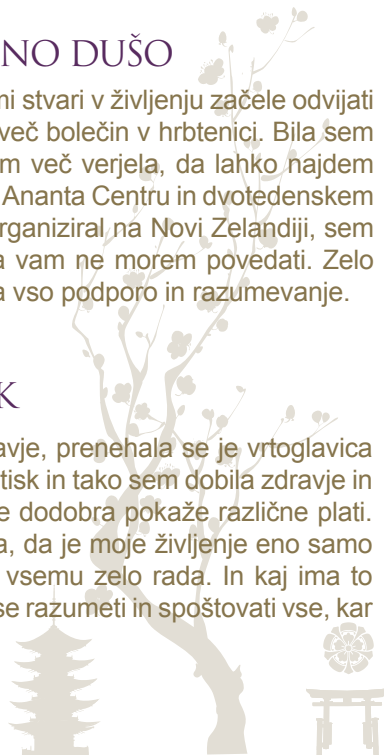 NO DUŠO
ni stvari v življenju začele odvijati
več bolečin v hrbtenici. Bila sem
m več verjela, da lahko najdem
Ananta Centru in dvotedenskem
rganiziral na Novi Zelandiji, sem
a vam ne morem povedati. Zelo
a vso podporo in razumevanje.
K
avje, prenehala se je vrtoglavica
tisk in tako sem dobila zdravje in
e dodobra pokaže različne plati.
a, da je moje življenje eno samo
vsemu zelo rada. In kaj ima to
se razumeti in spoštovati vse, kar